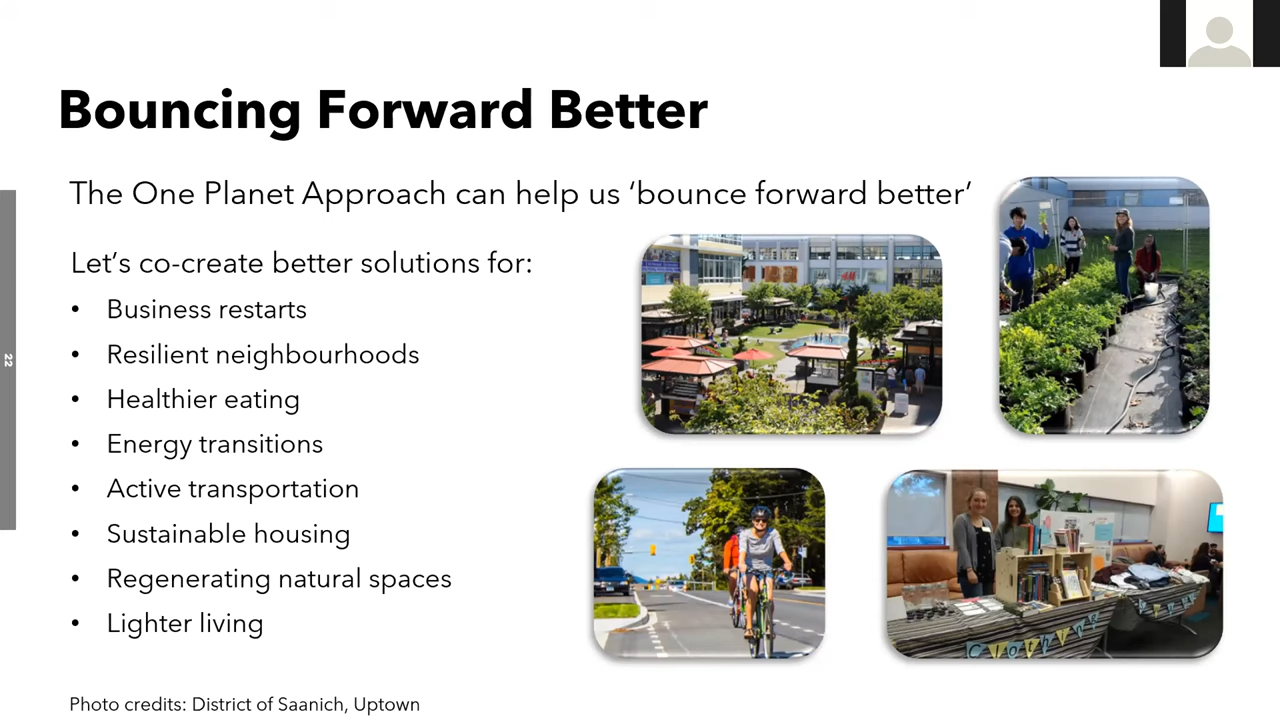 Bouncing Forward Better
The One Planet Approach can help us ‘bounce forward better’
Let’s co-create better solutions for:
• Business restarts
• Resilient neighbourhoods
• Healthier eating
• Energy transitions
• Active transportation
• Sustainable housing
• Regenerating natural spaces
• Lighter living
22
H&M
Clothing
Photo credits: District of Saanich, Uptown